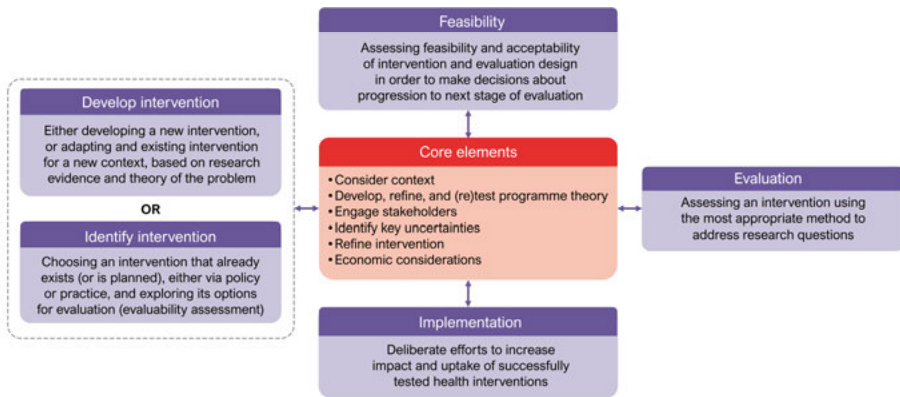 Feasibility
Assessing feasibility and acceptability
of intervention and evaluation design
in order to make decisions about
progression to next stage of evaluation
Develop intervention
Either developing a new intervention,
or adapting and existing intervention
for a new context, based on research
evidence and theory of the problem
OR
Identify intervention
Choosing an intervention that already
exists (or is planned), either via policy
or practice, and exploring its options
for evaluation (evaluability assessment)
Core elements
• Consider context
• Develop, refine, and (re)test programme theory
• Engage stakeholders
• Identify key uncertainties
• Refine intervention
• Economic considerations
Evaluation
Assessing an intervention using
the most appropriate method to
address research questions
Implementation
Deliberate efforts to increase
impact and uptake of successfully
tested health interventions